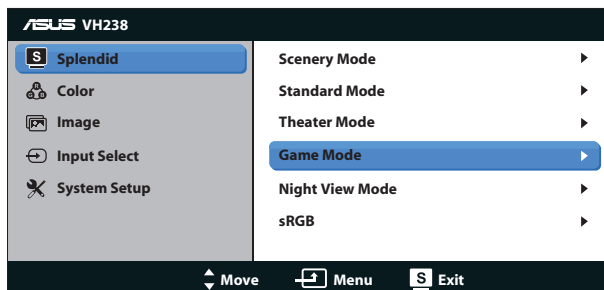 ASUS VH238
S Splendid
Color
Image
Input Select
System Setup
Scenery Mode
Standard Mode
Theater Mode
Game Mode
Night View Mode
sRGB
Move Menu S Exit